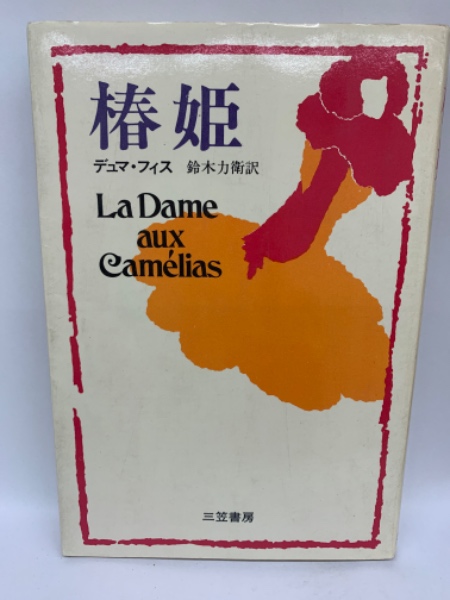 椿姫
デュマ・フィス 鈴木力衛訳
La Dame
aux
Camélias
三笠書房